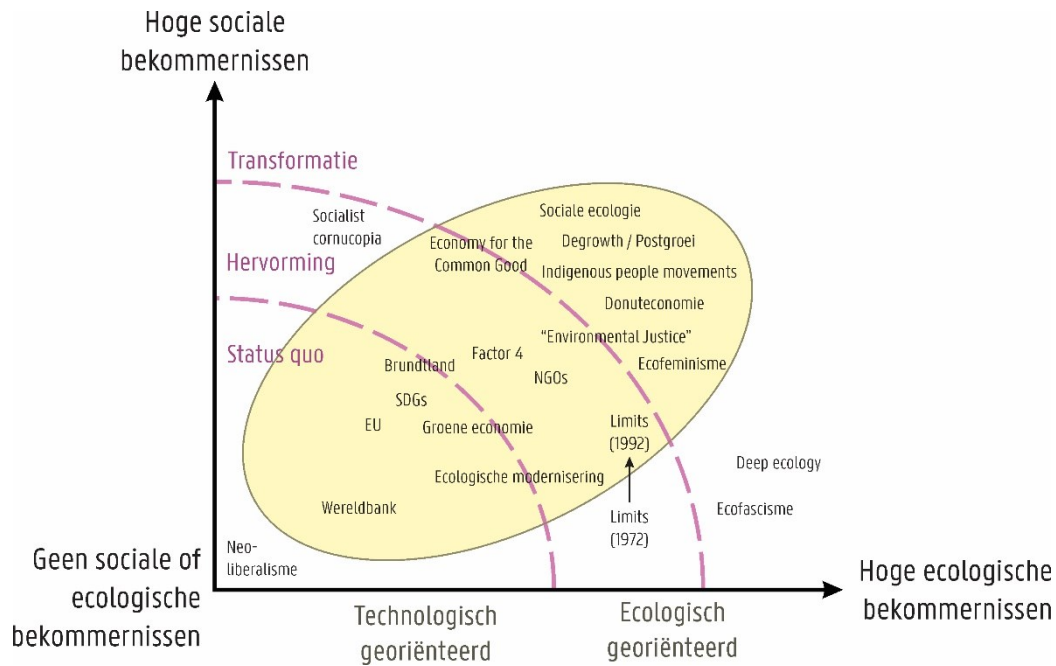 Hoge sociale
bekommernissen
Transformatie
Socialist
cornucopia
Sociale ecologie
Economy for the
Common Good
Degrowth / Postgroei
Hervorming
Indigenous people movements
Donuteconomie
"Environmental Justice"
Status quo
Factor 4
Brundtland
Ecofeminisme
NGOs
SDGs
EU
Groene economie
Limits
(1992)
Deep ecology
Ecologische modernisering
Wereldbank
Ecofascisme
Limits
(1972)
Neo-
liberalisme
Geen sociale of
ecologische
bekommernissen
Technologisch
georiënteerd
Ecologisch
georiënteerd
Hoge ecologische
bekommernissen